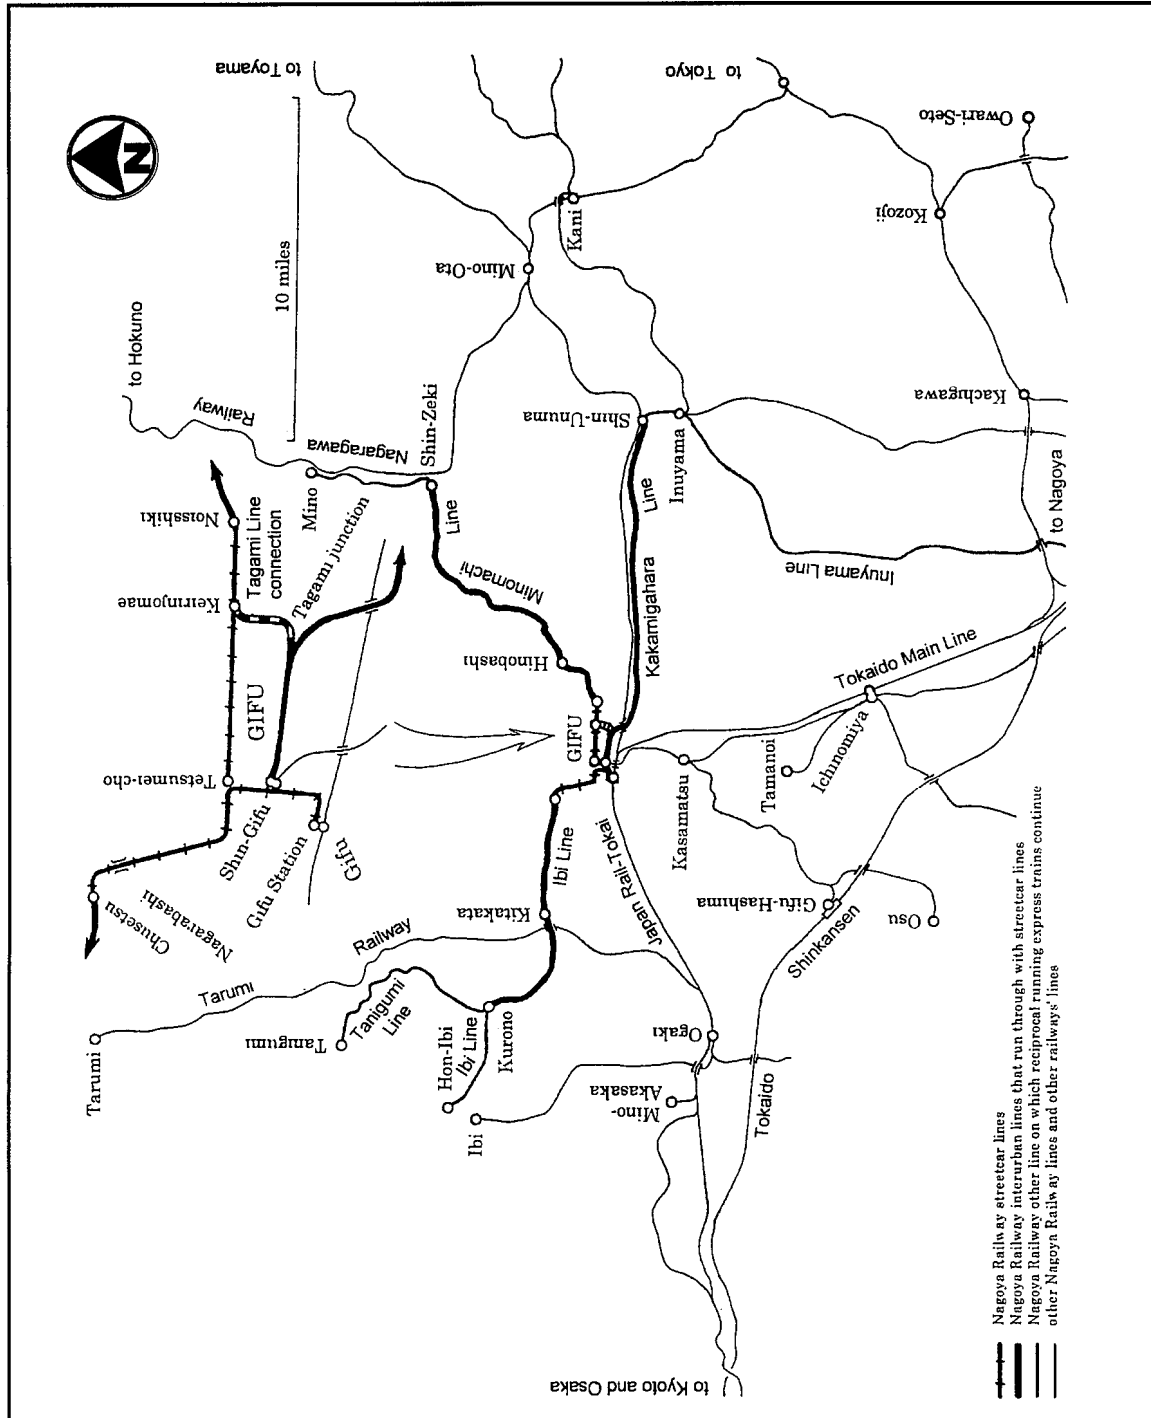 N
to Toyama
10 miles
to Hokuno
Railway
Nagaragawa
Mino
Shin-Zeki
Line
Minomachi
Hinobashi
Noisshiki
Tagami Line
connection
Keirinjomae
Tagami junction
GIFU
Tetsumei-cho
Shin-Gifu
Gifu Station
Gifu
Nagarabashi
Chusetsu
Tarumi
Railway
Tarumi
Tanigumi
Tanigumi
Line
Hon-Ibi
Ibi Line
Kurono
Ibi
Kitakata
Ibi Line
GIFU
Mino-Ota
Kani
to Tokyo
Owari-Seto
Kozoji
Kachigawa
Shin-Unuma
Inuyama
Line
Kakamigahara
Inuyama Line
to Nagoya
Tokaido Main Line
Ichinomiya
Tamanoi
Kasamatsu
Japan Rail-Tokai
Gifu-Hashima
Osu
Shinkansen
Tokaido
Ogaki
Mino-
Akasaka
to Kyoto and Osaka
Nagoya Railway streetcar lines
Nagoya Railway interurban lines that run through with streetcar lines
Nagoya Railway other line on which reciprocal running express trains continue
other Nagoya Railway lines and other railways' lines